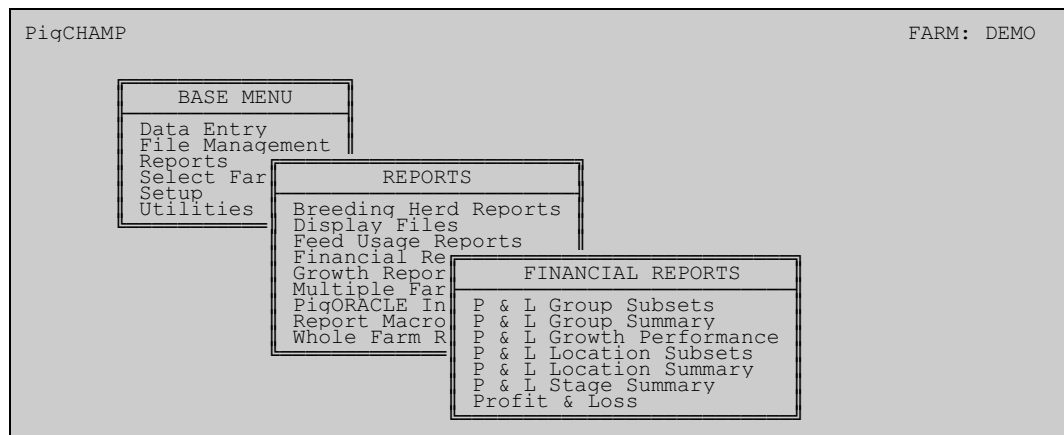 PigCHAMP FARM: DEMO
BASE MENU
Data Entry
File Management
Reports
Select Far
Setup
Utilities
REPORTS
Breeding Herd Reports
Display Files
Feed Usage Reports
Financial Re
Growth Repor
Multiple Far
PigORACLE In
Report Macro
Whole Farm R
FINANCIAL REPORTS
P & L Group Subsets
P & L Group Summary
P & L Growth Performance
P & L Location Subsets
P & L Location Summary
P & L Stage Summary
Profit & Loss